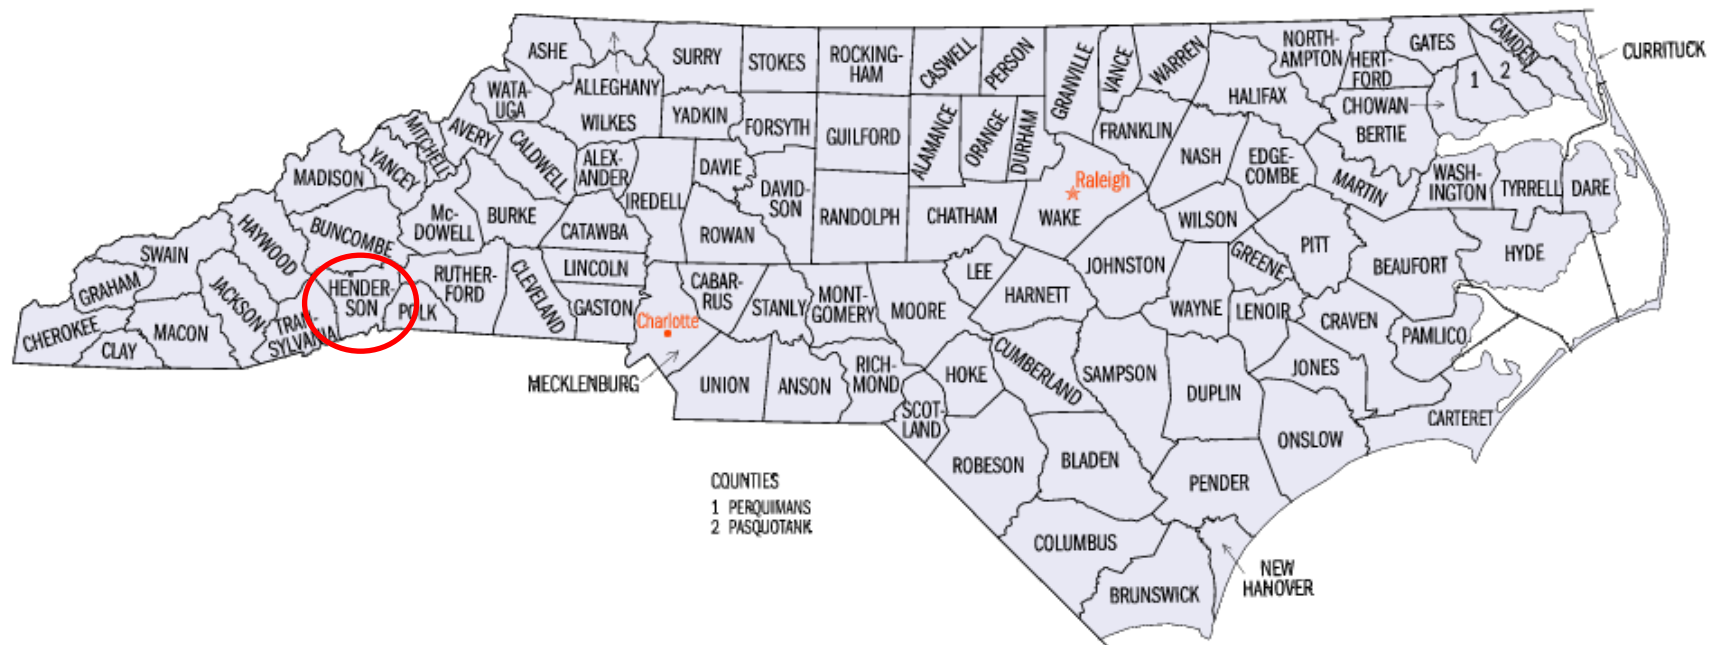 ASHE
ALLEGHANY
SURRY
STOKES
ROCKING-
HAM
CASWELL
PERSON
GRANVILLE
VANCE
WARREN
NORTH-
AMPTON
HERT-
FORD
GATES
CAMDEN
CURRITUCK
1
2
WATA-
UGA
WILKES
YADKIN
FORSYTH
GUILFORD
ALAMANCE
ORANGE
DURHAM
FRANKLIN
HALIFAX
CHOWAN
BERTIE
MITCHELL
AVERY
CALDWELL
ALEX-
ANDER
IREDELL
DAVIE
DAVID-
SON
RANDOLPH
CHATHAM
Raleigh
WAKE
NASH
EDGE-
COMBE
MARTIN
WASH-
INGTON
TYRRELL
DARE
MADISON
YANCEY
Mc-
DOWELL
BURKE
CATAWBA
ROWAN
WILSON
PITT
BEAUFORT
HYDE
SWAIN
HAYWOOD
BUNCOMBE
RUTHER-
FORD
CLEVELAND
LINCOLN
GASTON
CABAR-
RUS
STANLY
MONT-
GOMERY
MOORE
LEE
HARNETT
JOHNSTON
GREENE
WAYNE
LENOIR
CRAVEN
PAMLICO
GRAHAM
JACKSON
HENDER-
SON
POLK
TRAN-
SYLVANIA
Charlotte
CHEROKEE
CLAY
MACON
MECKLENBURG
UNION
ANSON
RICH-
MOND
SCOT-
LAND
HOKE
CUMBERLAND
SAMPSON
DUPLIN
JONES
CARTERET
ONSLOW
ROBESON
BLADEN
PENDER
COLUMBUS
BRUNSWICK
NEW
HANOVER
COUNTIES
1 PERQUIMANS
2 PASQUOTANK